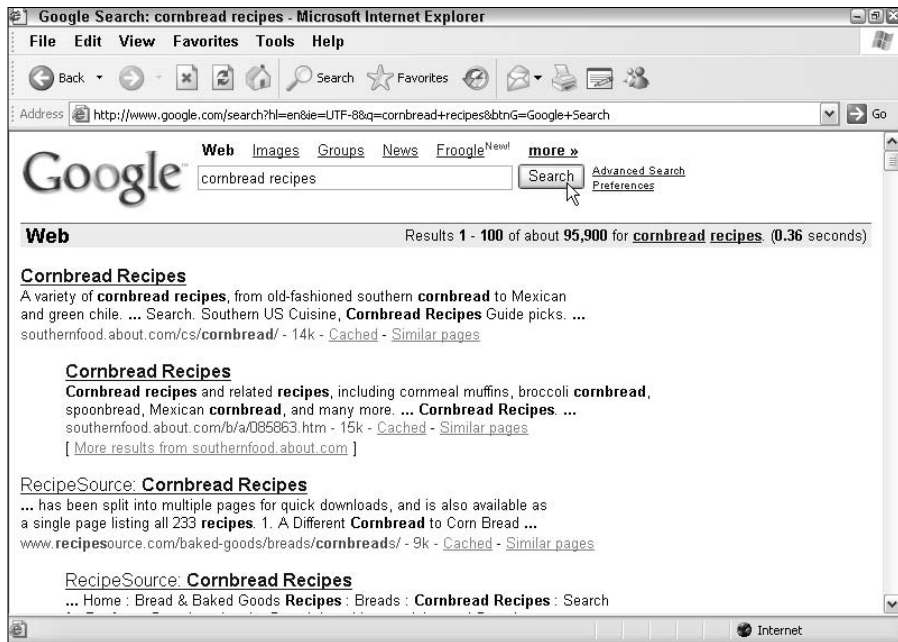 Google Search: cornbread recipes - Microsoft Internet Explorer
File Edit View Favorites Tools Help
Back Search Favorites
Address http://www.google.com/search?hl=en&ie=UTF-8&q=cornbread+recipes&btnG=Google+Search Go
Web Images Groups News Froogle New! more »
Google™ cornbread recipes Search Advanced Search
Preferences
Web Results 1 - 100 of about 95,900 for cornbread recipes. (0.36 seconds)
Cornbread Recipes
A variety of cornbread recipes, from old-fashioned southern cornbread to Mexican
and green chile. ... Search. Southern US Cuisine, Cornbread Recipes Guide picks. ...
southernfood.about.com/cs/cornbread/ - 14k - Cached - Similar pages
Cornbread Recipes
Cornbread recipes and related recipes, including cornmeal muffins, broccoli cornbread,
spoonbread, Mexican cornbread, and many more. ... Cornbread Recipes. ...
southernfood.about.com/b/a/085863.htm - 15k - Cached - Similar pages
[ More results from southernfood.about.com ]
RecipeSource: Cornbread Recipes
... has been split into multiple pages for quick downloads, and is also available as
a single page listing all 233 recipes. 1. A Different Cornbread to Corn Bread ...
www.recipesource.com/baked-goods/breads/cornbreads/ - 9k - Cached - Similar pages
RecipeSource: Cornbread Recipes
... Home : Bread & Baked Goods Recipes : Breads : Cornbread Recipes : Search
Internet